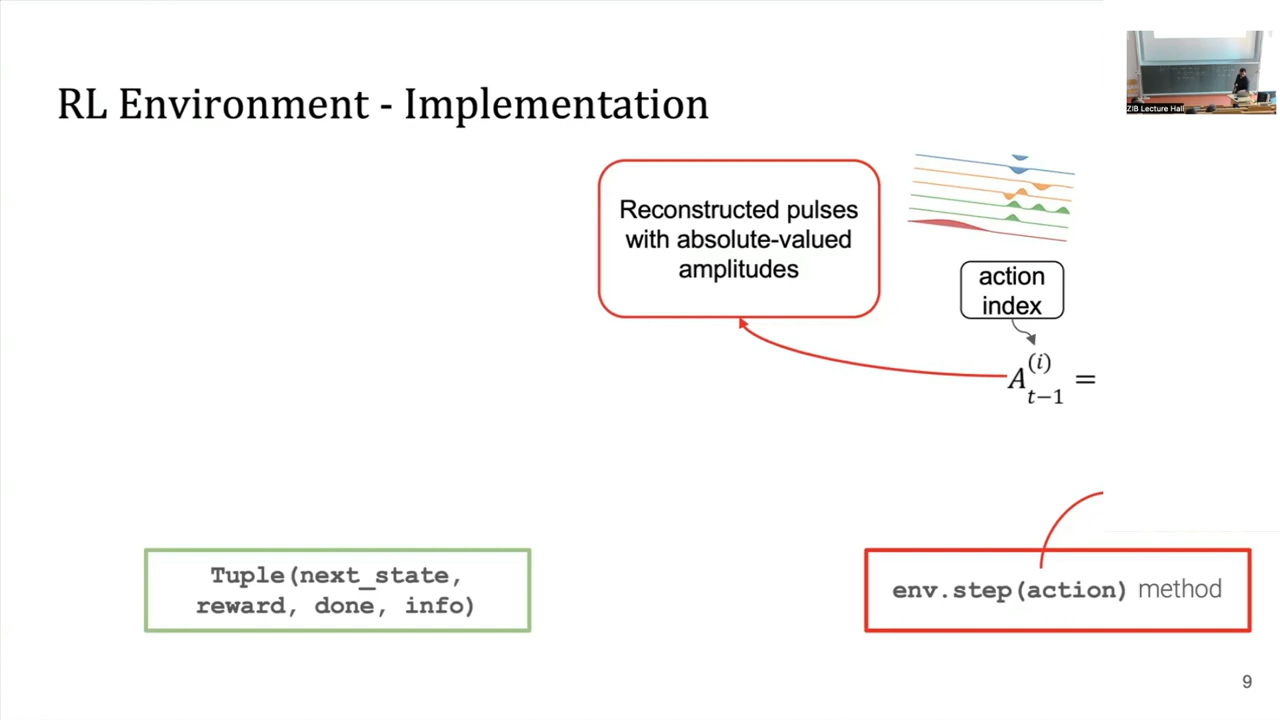 ZIB Lecture Hall
RL Environment - Implementation
Reconstructed pulses
with absolute-valued
amplitudes
action
index
A_{t−1}^{(i)} =
Tuple(next_state,
reward, done, info)
env.step(action) method
9